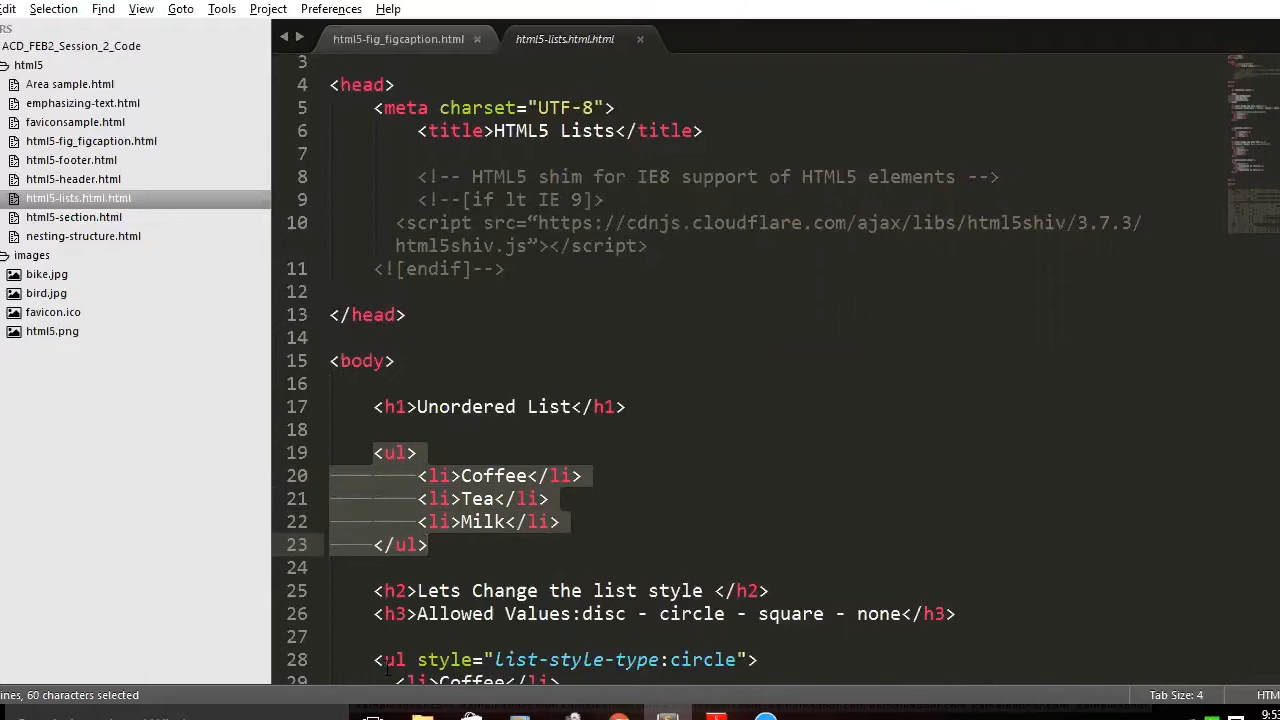 Edit Selection Find View Goto Tools Project Preferences Help
RS
ACD_FEB2_Session_2_Code
html5
Area sample.html
emphasizing-text.html
faviconsample.html
html5-fig_figcaption.html
html5-footer.html
html5-header.html
html5-lists.html.html
html5-section.html
nesting-structure.html
images
bike.jpg
bird.jpg
favicon.ico
html5.png
html5-fig_figcaption.html × html5-lists.html.html ×
3
4 <head>
5 <meta charset="UTF-8">
6 <title>HTML5 Lists</title>
7
8 <!-- HTML5 shim for IE8 support of HTML5 elements -->
9 <!--[if lt IE 9]>
10 <script src=“https://cdnjs.cloudflare.com/ajax/libs/html5shiv/3.7.3/
html5shiv.js”></script>
11 <![endif]-->
12
13 </head>
14
15 <body>
16
17 <h1>Unordered List</h1>
18
19 <ul>
20 <li>Coffee</li>
21 <li>Tea</li>
22 <li>Milk</li>
23 </ul>
24
25 <h2>Lets Change the list style </h2>
26 <h3>Allowed Values:disc - circle - square - none</h3>
27
28 <ul style="list-style-type:circle">
29 <li>Coffee</li>
ines, 60 characters selected Tab Size: 4 HTM